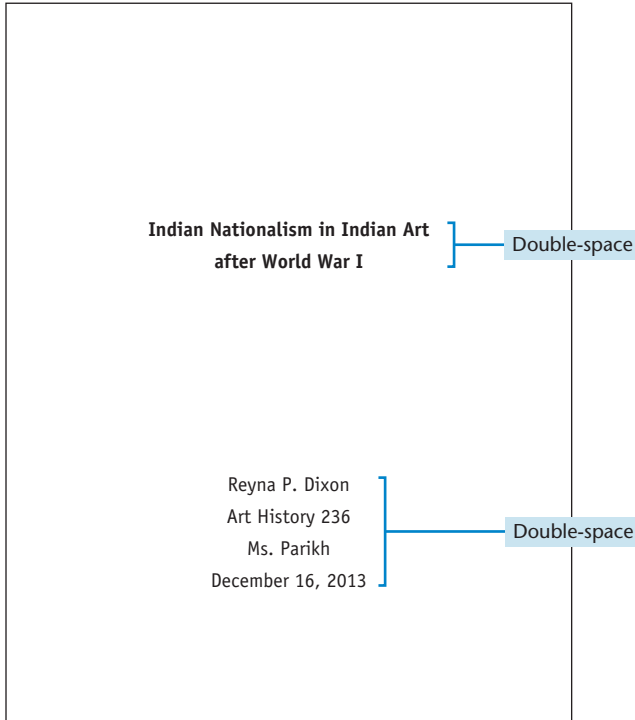 Indian Nationalism in Indian Art
after World War I
Double-space
Reyna P. Dixon
Art History 236
Ms. Parikh
December 16, 2013
Double-space